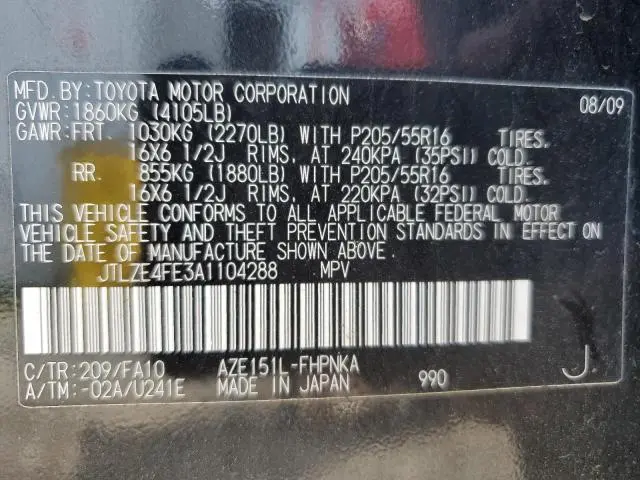 MFD.BY:TOYOTA MOTOR CORPORATION 08/09
GVWR:1860KG (4105LB)
GAWR:FRT. 1030KG (2270LB) WITH P205/55R16 TIRES.
16X6 1/2J RIMS, AT 240KPA (35PSI) COLD.
RR. 855KG (1880LB) WITH P205/55R16 TIRES.
16X6 1/2J RIMS, AT 220KPA (32PSI) COLD.
THIS VEHICLE CONFORMS TO ALL APPLICABLE FEDERAL MOTOR
VEHICLE SAFETY AND THEFT PREVENTION STANDARDS IN EFFECT ON
THE DATE OF MANUFACTURE SHOWN ABOVE.
JTLZE4FE3A1104288 MPV
C/TR:209/FA10 AZE151L-FHPNKA
A/TM:-02A/U241E MADE IN JAPAN 990 J.